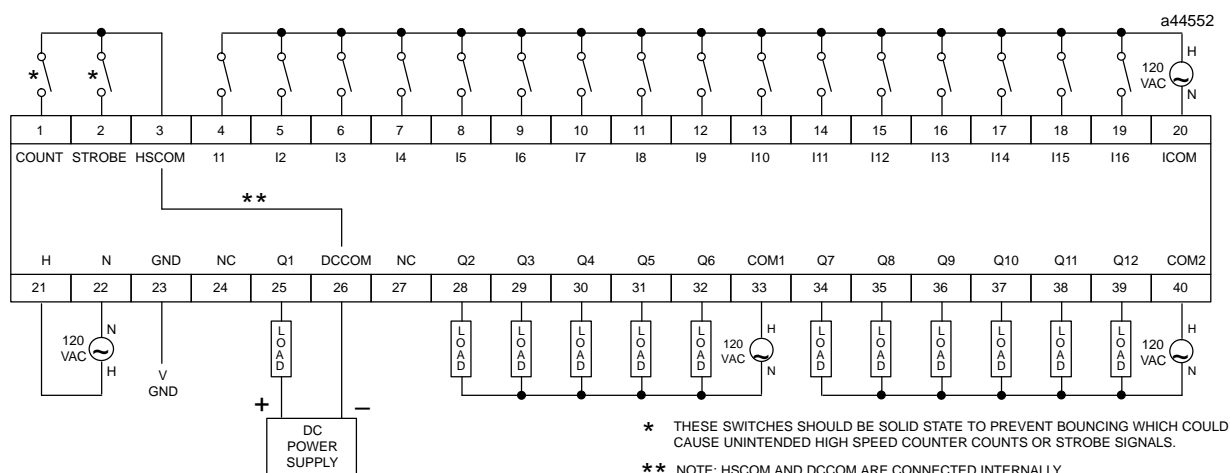 a44552
H
120
VAC
N
* *
1 2 3 4 5 6 7 8 9 10 11 12 13 14 15 16 17 18 19 20
COUNT STROBE HSCOM 11 I2 I3 I4 I5 I6 I7 I8 I9 I10 I11 I12 I13 I14 I15 I16 ICOM
**
H N GND NC Q1 DCCOM NC Q2 Q3 Q4 Q5 Q6 COM1 Q7 Q8 Q9 Q10 Q11 Q12 COM2
21 22 23 24 25 26 27 28 29 30 31 32 33 34 35 36 37 38 39 40
120
VAC
N
H
V
GND
LOAD
LOAD
LOAD
LOAD
LOAD
LOAD
120
VAC
H
N
LOAD
LOAD
LOAD
LOAD
LOAD
LOAD
120
VAC
H
N
+ –
DC
POWER
SUPPLY
* THESE SWITCHES SHOULD BE SOLID STATE TO PREVENT BOUNCING WHICH COULD
CAUSE UNINTENDED HIGH SPEED COUNTER COUNTS OR STROBE SIGNALS.
** NOTE: HSCOM AND DCCOM ARE CONNECTED INTERNALLY